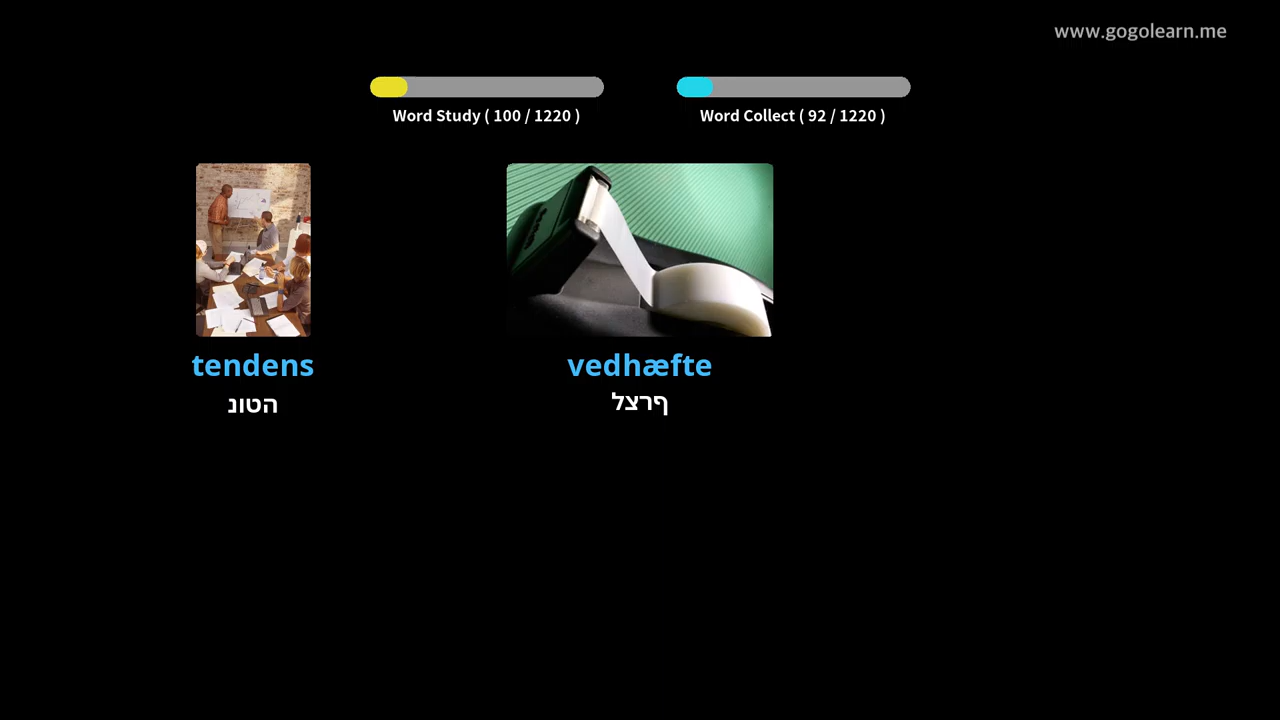 www.gogolearn.me
Word Study ( 100 / 1220 )
Word Collect ( 92 / 1220 )
tendens
הטונ
vedhæfte
ףרצל